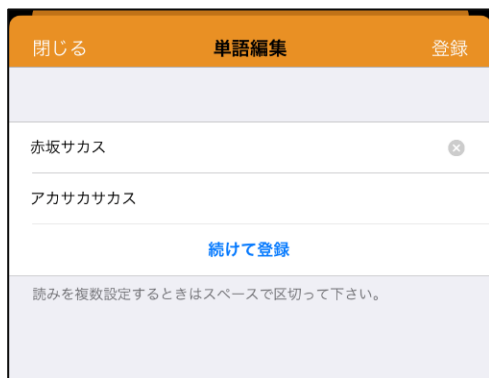 閉じる 単語編集 登録
赤坂サカス
アカサカサカス
続けて登録
読みを複数設定するときはスペースで区切って下さい。